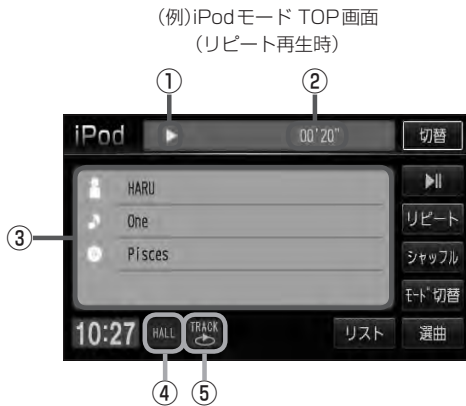 (例)iPodモード TOP画面
(リピート再生時)
① ②
iPod 00'20" 切替
HARU
One リピート
③
Pisces シャッフル
ﾓｰﾄﾞ切替
10:27 HALL TRACK リスト 選曲
④ ⑤